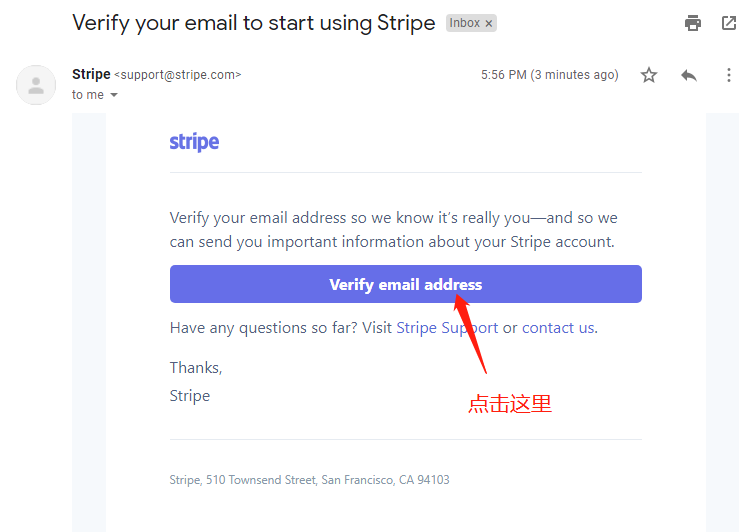 Verify your email to start using Stripe Inbox ×
Stripe <support@stripe.com> 5:56 PM (3 minutes ago)
to me
stripe
Verify your email address so we know it's really you—and so we
can send you important information about your Stripe account.
Verify email address
Have any questions so far? Visit Stripe Support or contact us.
Thanks,
Stripe
点击这里
Stripe, 510 Townsend Street, San Francisco, CA 94103